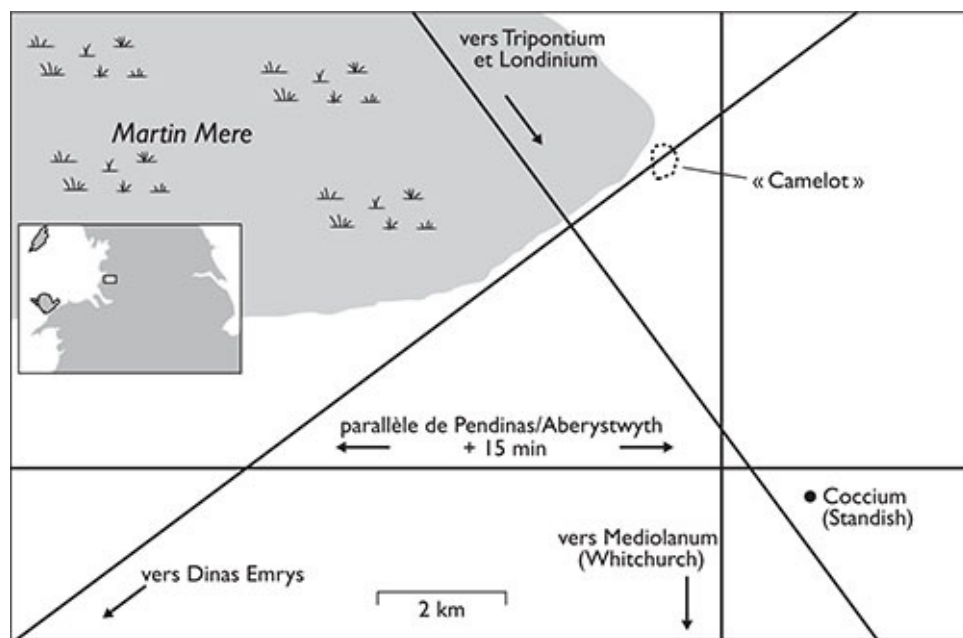 vers Tripontium
et Londinium
Martin Mere
« Camelot »
parallèle de Pendinas/Aberystwyth
+ 15 min
Coccium
(Standish)
vers Mediolanum
(Whitchurch)
vers Dinas Emrys
2 km